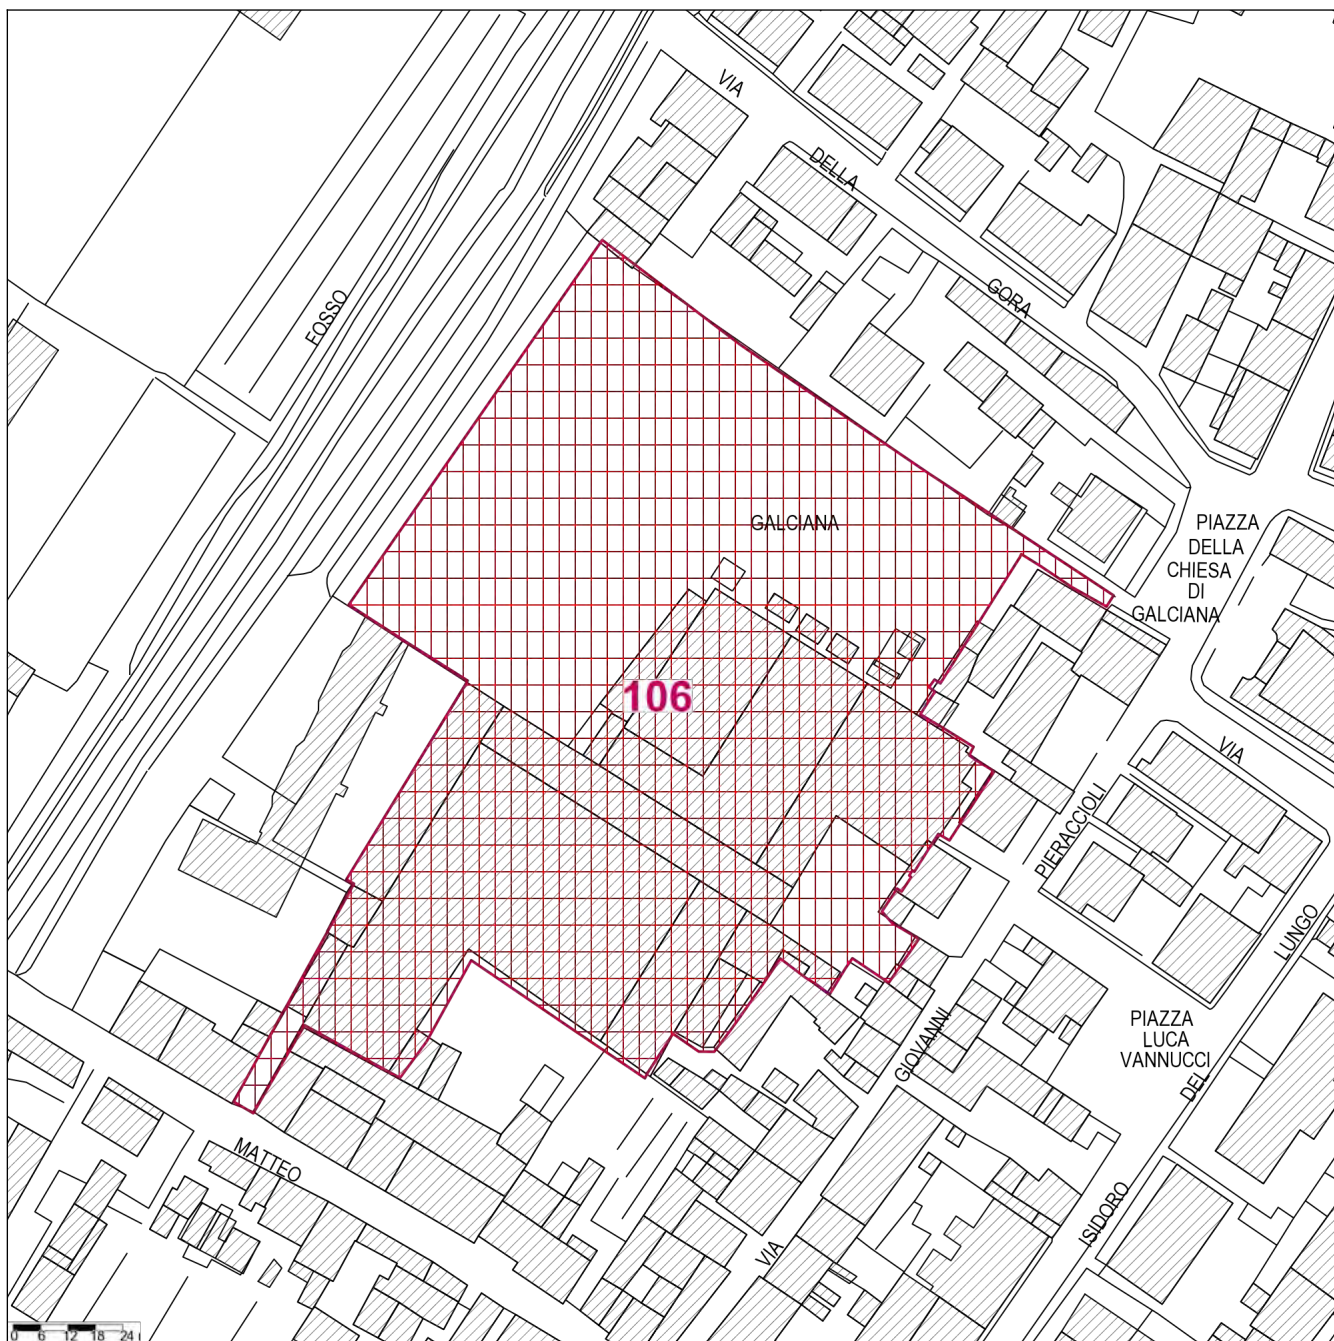 VIA
DELLA
GORA
FOSSO
GALCIANA
PIAZZA
DELLA
CHIESA
DI
GALCIANA
106
VIA
PIERACCIOLI
LUNGO
GIOVANNI
PIAZZA
LUCA
VANNUCCI
DEL
MATTEO
ISIDORO
VIA
0 6 12 18 24